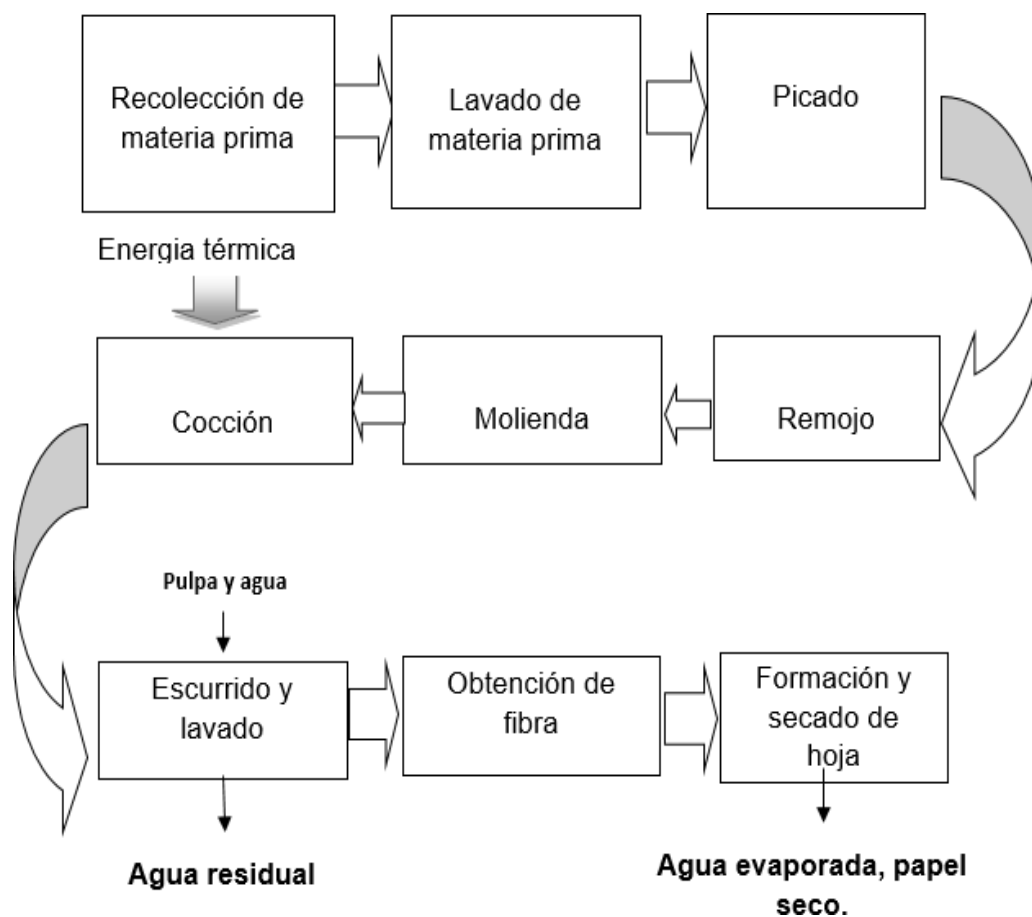 Recolección de
materia prima
Lavado de
materia prima
Picado
Energia térmica
Cocción
Molienda
Remojo
Pulpa y agua
Escurrido y
lavado
Obtención de
fibra
Formación y
secado de
hoja
Agua residual
Agua evaporada, papel
seco.